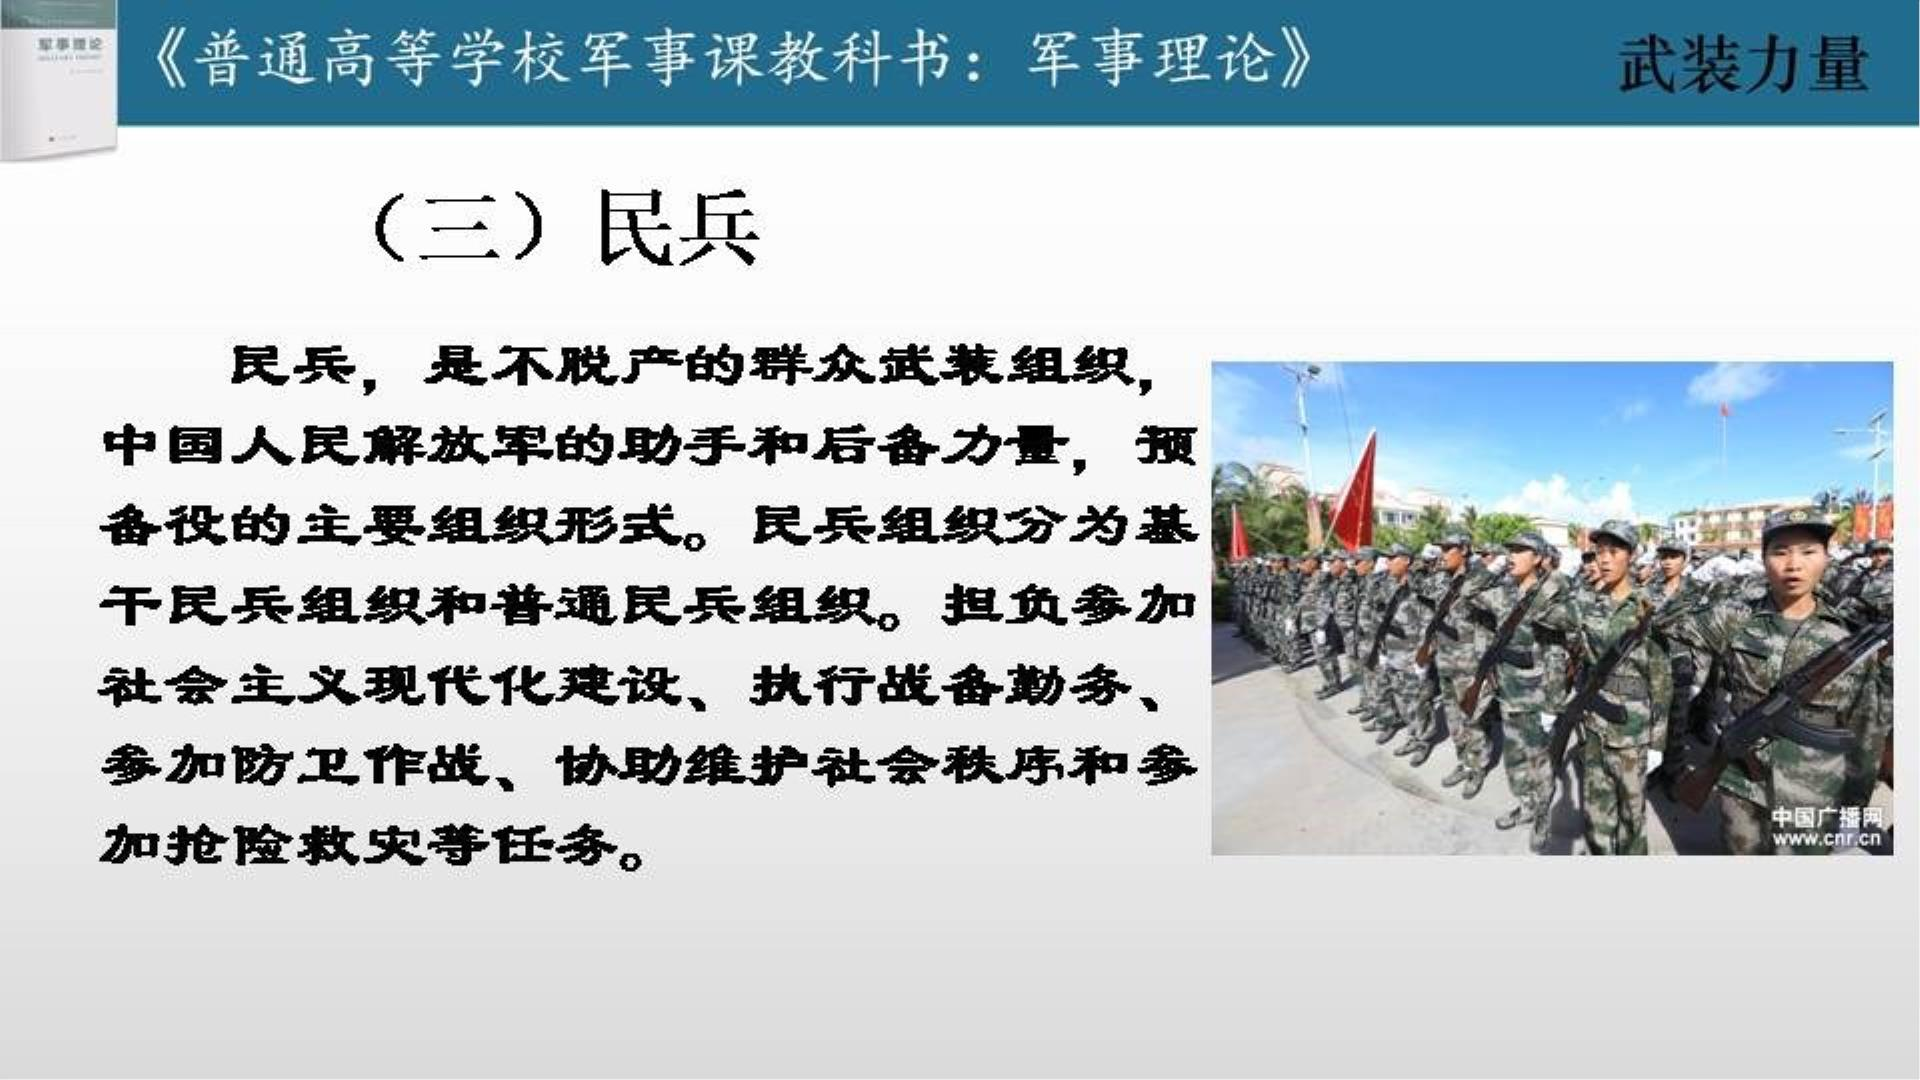 军事理论
《普通高等学校军事课教科书：军事理论》
武装力量
（三）民兵
民兵，是不脱产的群众武装组织，
中国人民解放军的助手和后备力量，预
备役的主要组织形式。民兵组织分为基
干民兵组织和普通民兵组织。担负参加
社会主义现代化建设、执行战备勤务、
参加防卫作战、协助维护社会秩序和参
加抢险救灾等任务。
中国广播网
www.cnr.cn